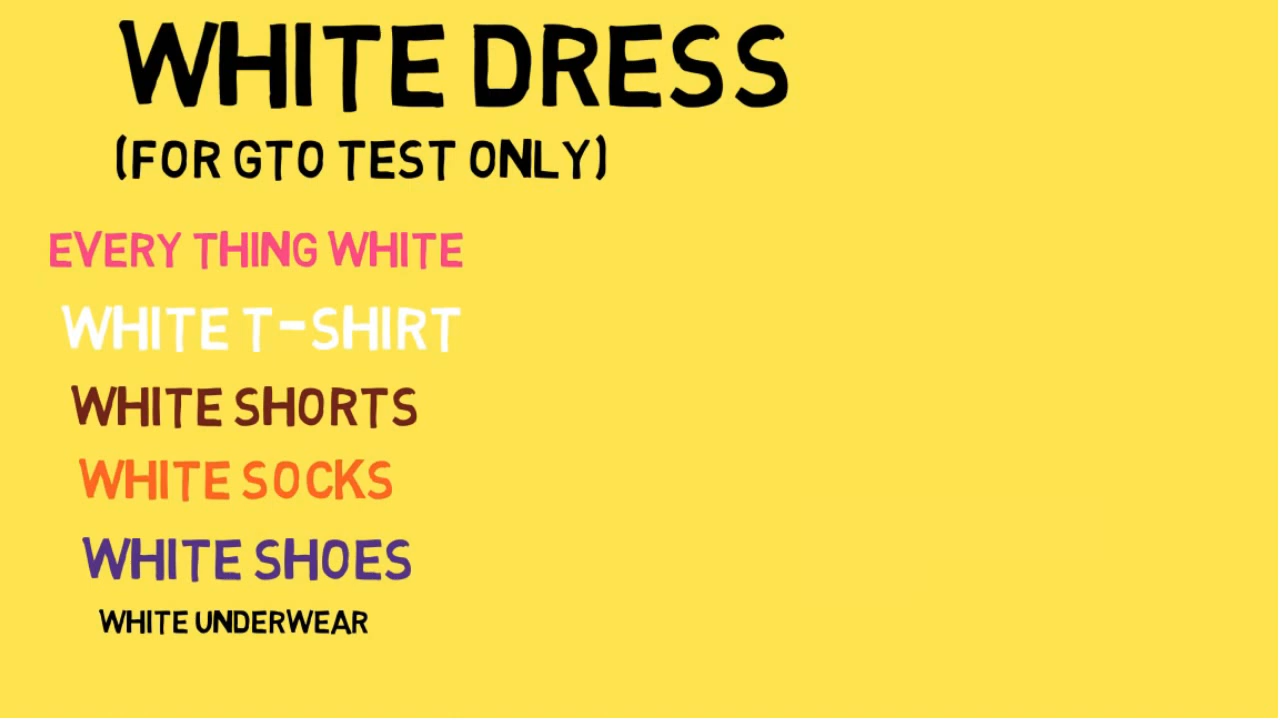 WHITE DRESS
(FOR GTO TEST ONLY)
EVERY THING WHITE
WHITE T-SHIRT
WHITE SHORTS
WHITE SOCKS
WHITE SHOES
WHITE UNDERWEAR